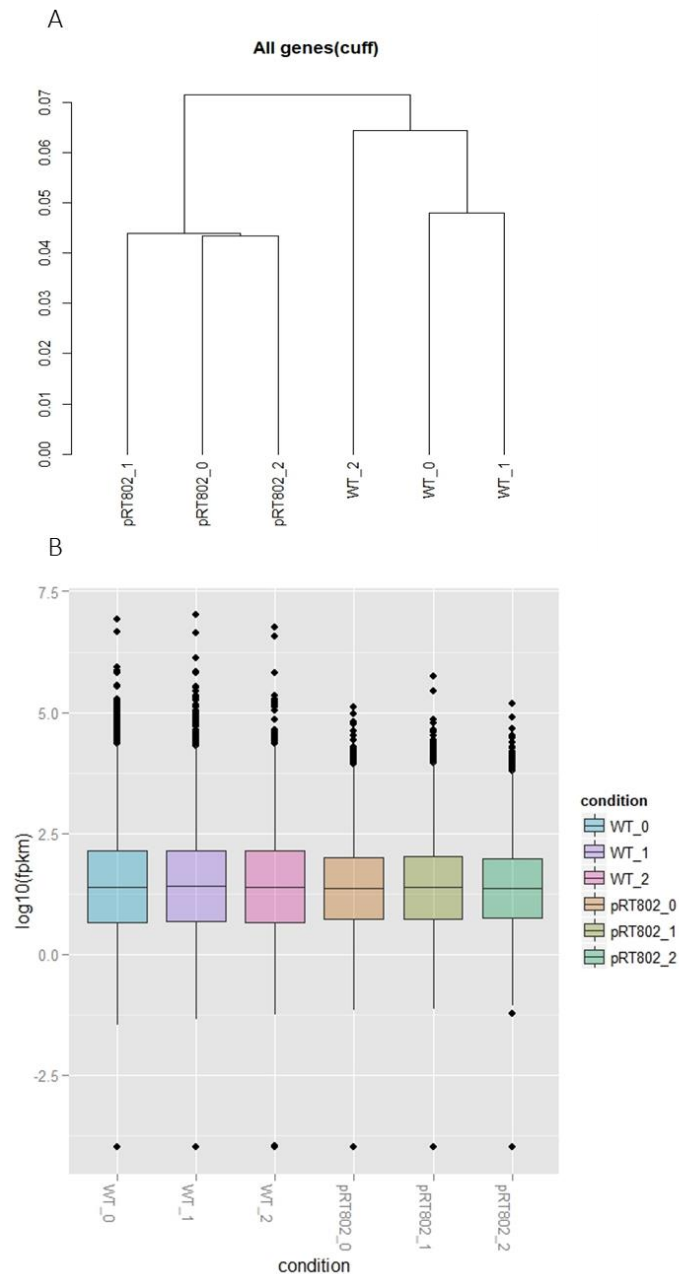 A
All genes(cuff)
0.07
0.06
0.05
0.04
0.03
0.02
0.01
0.00
pRT802_1
pRT802_0
pRT802_2
WT_2
WT_0
WT_1
B
7.5
5.0
2.5
0.0
-2.5
log10(fpkm)
WT_0
WT_1
WT_2
pRT802_0
pRT802_1
pRT802_2
condition
condition
WT_0
WT_1
WT_2
pRT802_0
pRT802_1
pRT802_2